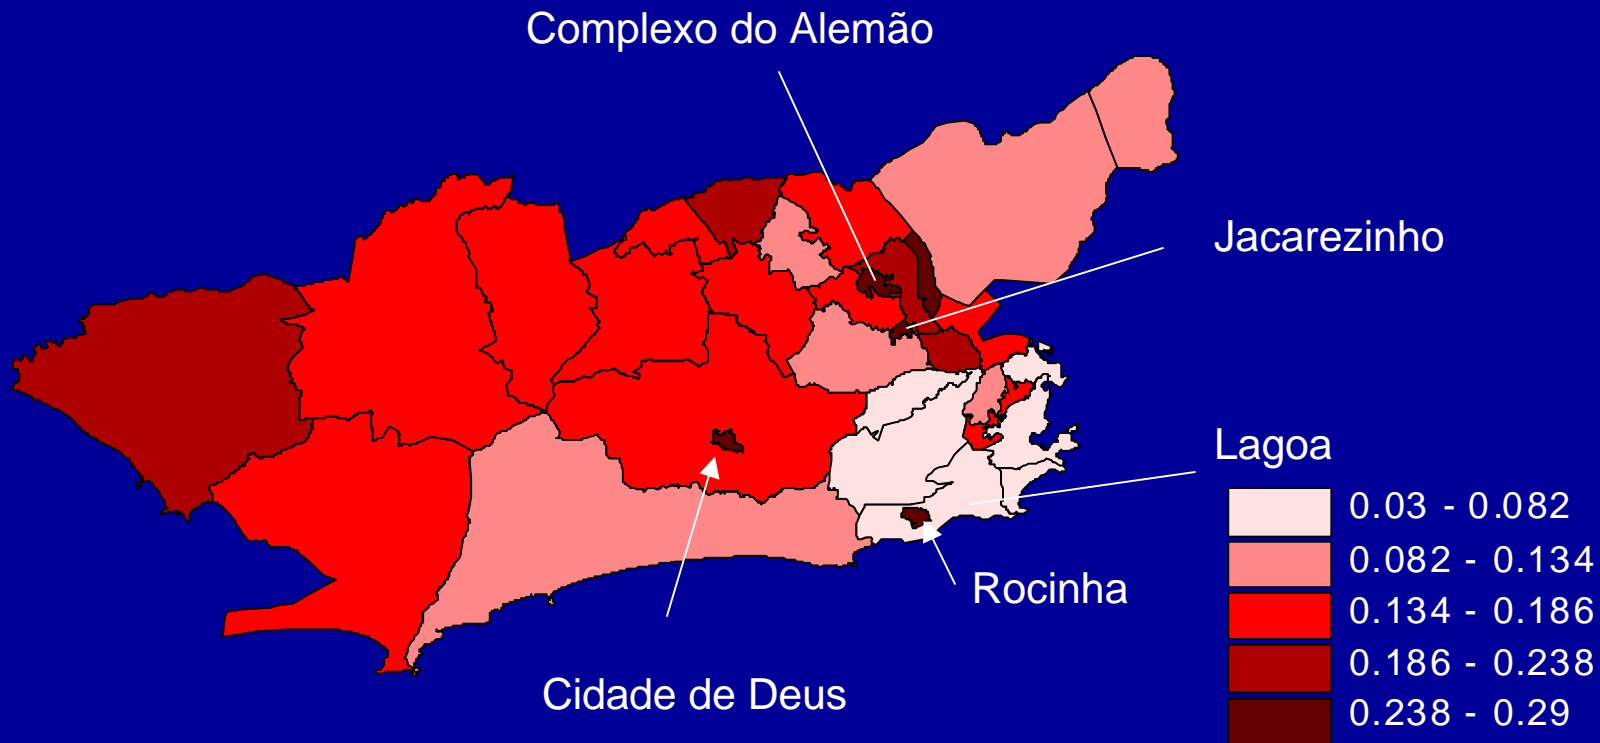 Complexo do Alemão
Jacarezinho
Lagoa
0.03 - 0.082
0.082 - 0.134
Rocinha
0.134 - 0.186
0.186 - 0.238
Cidade de Deus
0.238 - 0.29